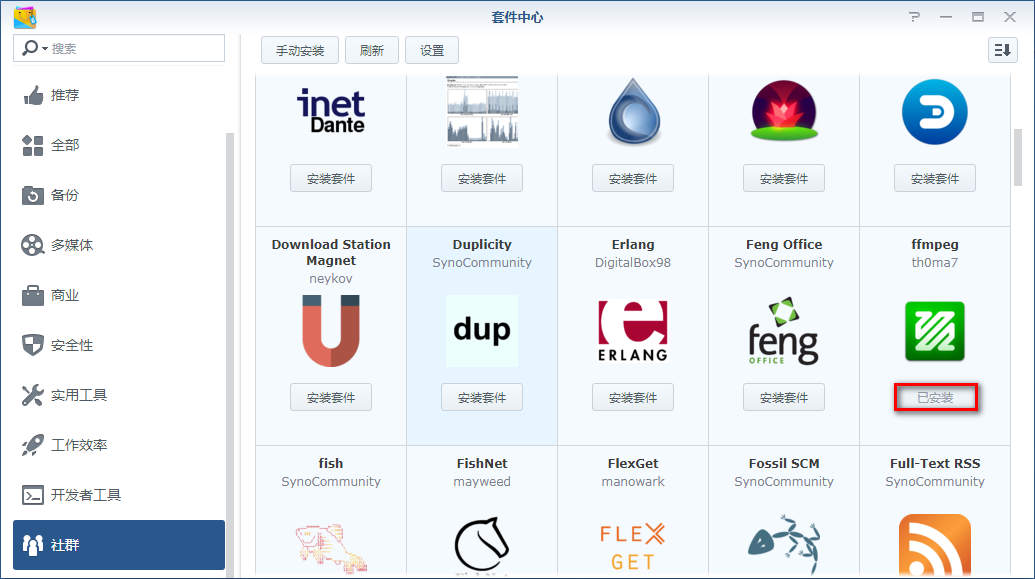 套件中心
搜索
手动安装
刷新
设置
推荐
全部
备份
多媒体
商业
安全性
实用工具
工作效率
开发者工具
社群
inet
Dante
安装套件
安装套件
安装套件
安装套件
安装套件
Download Station
Magnet
neykov
安装套件
Duplicity
SynoCommunity
dup
安装套件
Erlang
DigitalBox98
e
ERLANG
安装套件
Feng Office
SynoCommunity
feng
OFFICE
安装套件
ffmpeg
th0ma7
已安装
fish
SynoCommunity
FishNet
mayweed
FlexGet
manowark
FLEX
GET
Fossil SCM
SynoCommunity
Full-Text RSS
SynoCommunity